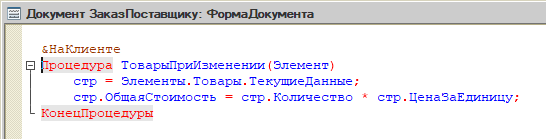 Документ ЗаказПоставщику: ФормаДокумента
&НаКлиенте
Процедура ТоварыПриИзменении(Элемент)
стр = Элементы.Товары.ТекущиеДанные;
стр.ОбщаяСтоимость = стр.Количество * стр.ЦенаЗаЕдиницу;
КонецПроцедуры